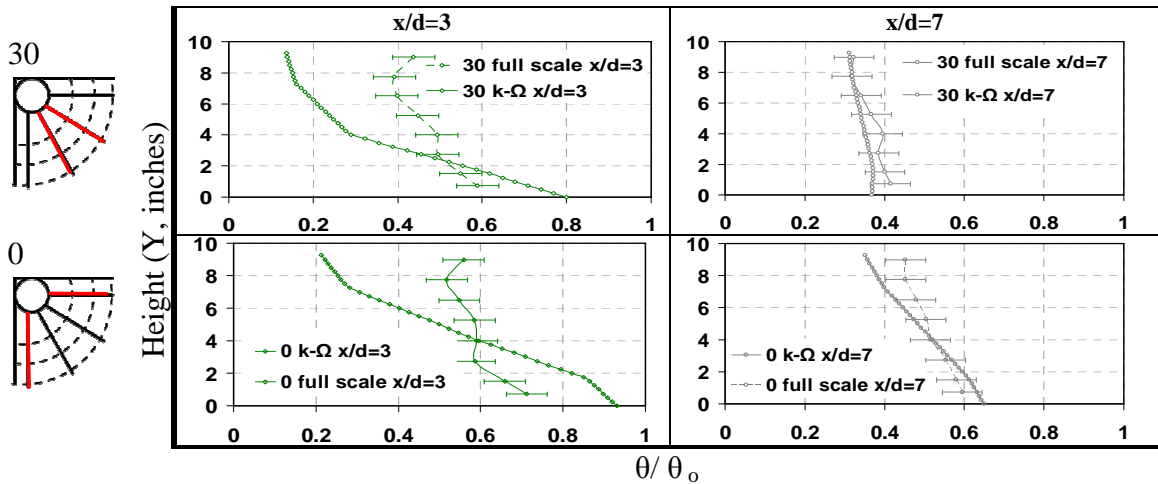 x/d=3
x/d=7
30
10
8
6
4
2
0
30 full scale x/d=3
30 k-Ω x/d=3
0 0.2 0.4 0.6 0.8 1
10
8
6
4
2
0
30 full scale x/d=7
30 k-Ω x/d=7
0 0.2 0.4 0.6 0.8 1
0
Height (Y, inches)
10
8
6
4
2
0
0 k-Ω x/d=3
0 full scale x/d=3
0 0.2 0.4 0.6 0.8 1
10
8
6
4
2
0
0 k-Ω x/d=7
0 full scale x/d=7
0 0.2 0.4 0.6 0.8 1
θ/ θo